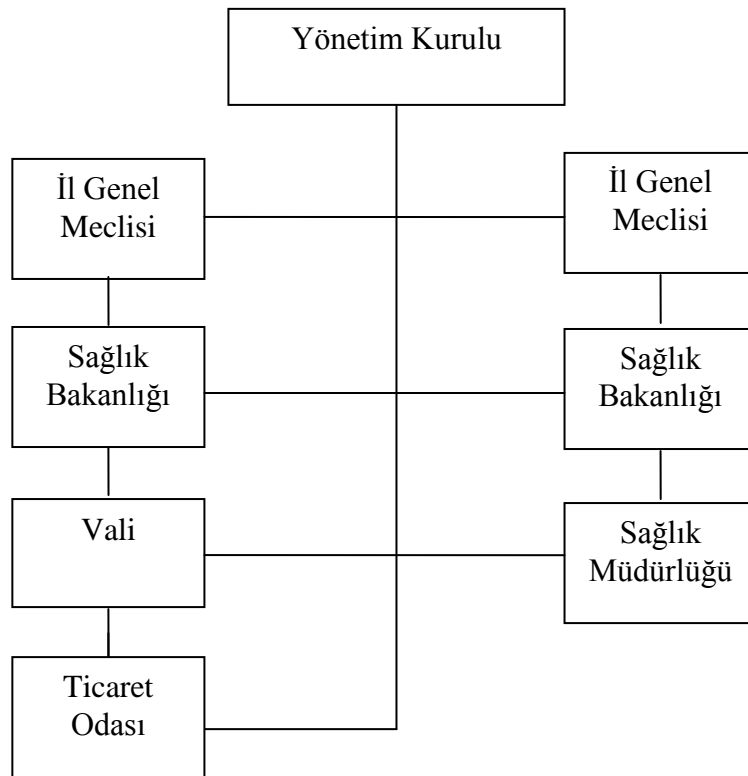 Yönetim Kurulu
İl Genel
Meclisi
İl Genel
Meclisi
Sağlık
Bakanlığı
Sağlık
Bakanlığı
Vali
Sağlık
Müdürlüğü
Ticaret
Odası